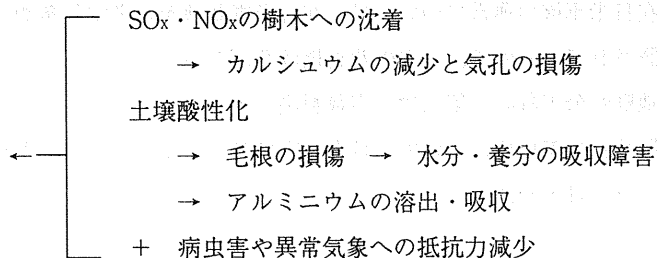 SOx・NOxの樹木への沈着
→ カルシュウムの減少と気孔の損傷
土壌酸性化
→ 毛根の損傷 → 水分・養分の吸収障害
→ アルミニウムの溶出・吸収
+ 病虫害や異常気象への抵抗力減少